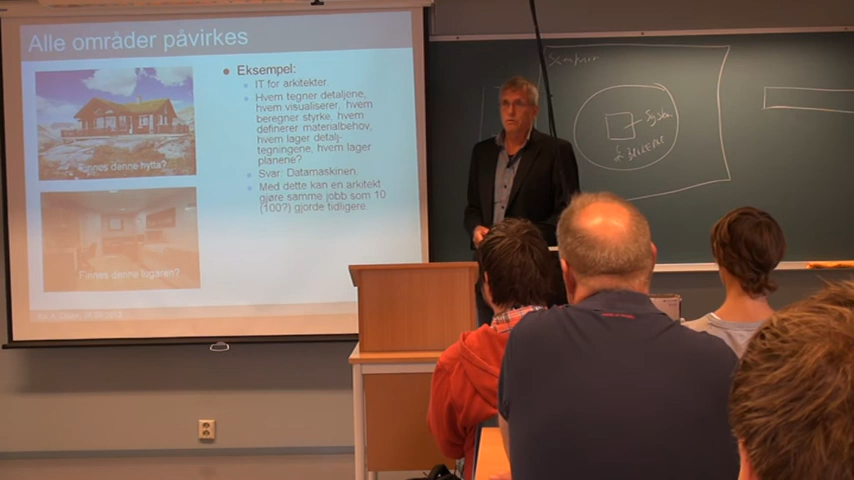 Alle områder påvirkes
Eksempel:
IT for arkitekter.
Hvem tegner detaljene,
hvem visualiserer, hvem
beregner styrke, hvem
definerer materialbehov,
hvem lager detalj-
tegningene, hvem lager
planene?
Svar: Datamaskinen.
Med dette kan en arkitekt
gjøre samme jobb som 10
(100?) gjorde tidligere.
Finnes denne hytta?
Finnes denne lugaren?